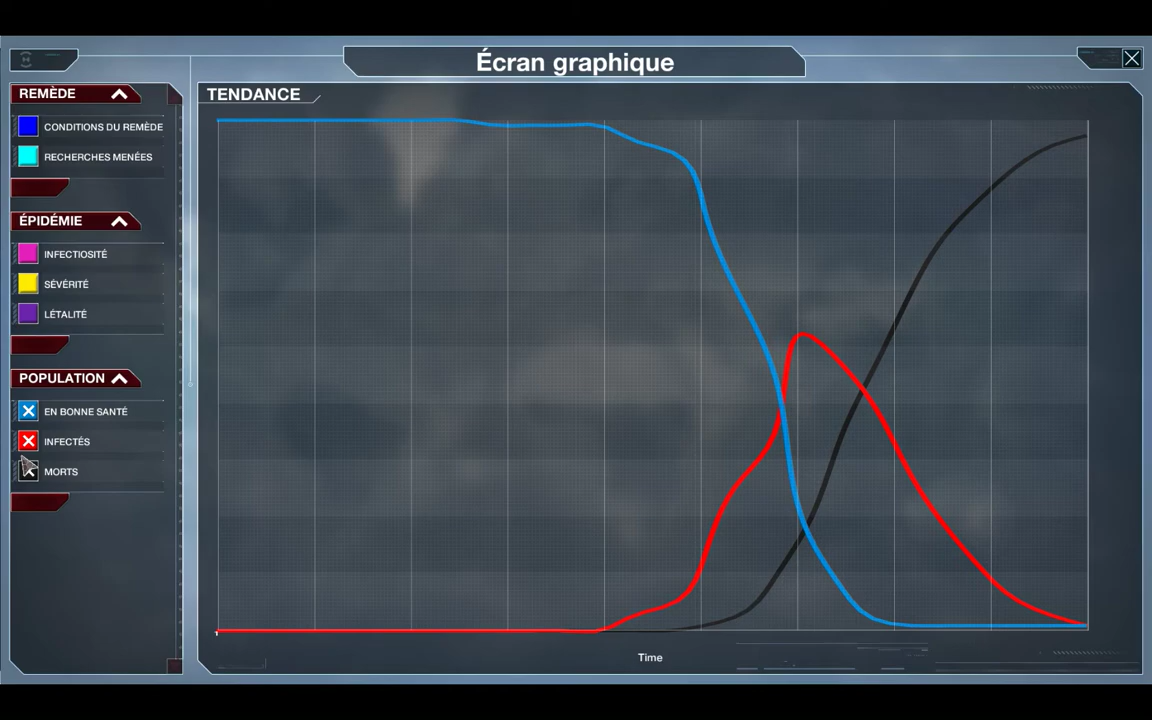 Écran graphique
REMÈDE
CONDITIONS DU REMÈDE
RECHERCHES MENÉES
ÉPIDÉMIE
INFECTIOSITÉ
SÉVÉRITÉ
LÉTALITÉ
POPULATION
EN BONNE SANTÉ
INFECTÉS
MORTS
TENDANCE
1
Time